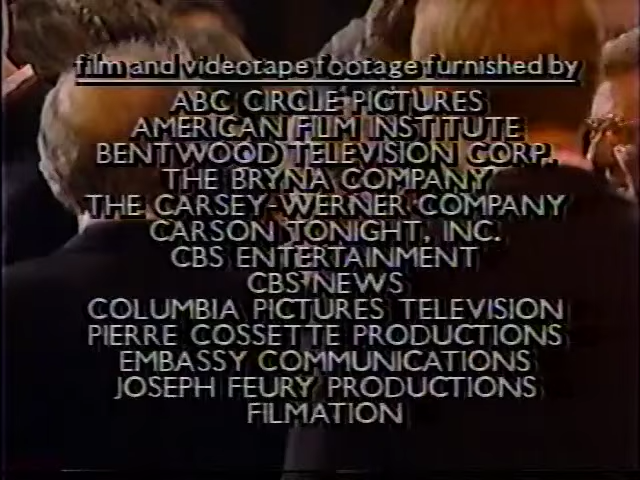 film and videotape footage furnished by
ABC CIRCLE PICTURES
AMERICAN FILM INSTITUTE
BENTWOOD TELEVISION CORP.
THE BRYNA COMPANY
THE CARSEY-WERNER COMPANY
CARSON TONIGHT, INC.
CBS ENTERTAINMENT
CBS NEWS
COLUMBIA PICTURES TELEVISION
PIERRE COSSETTE PRODUCTIONS
EMBASSY COMMUNICATIONS
JOSEPH FEURY PRODUCTIONS
FILMATION